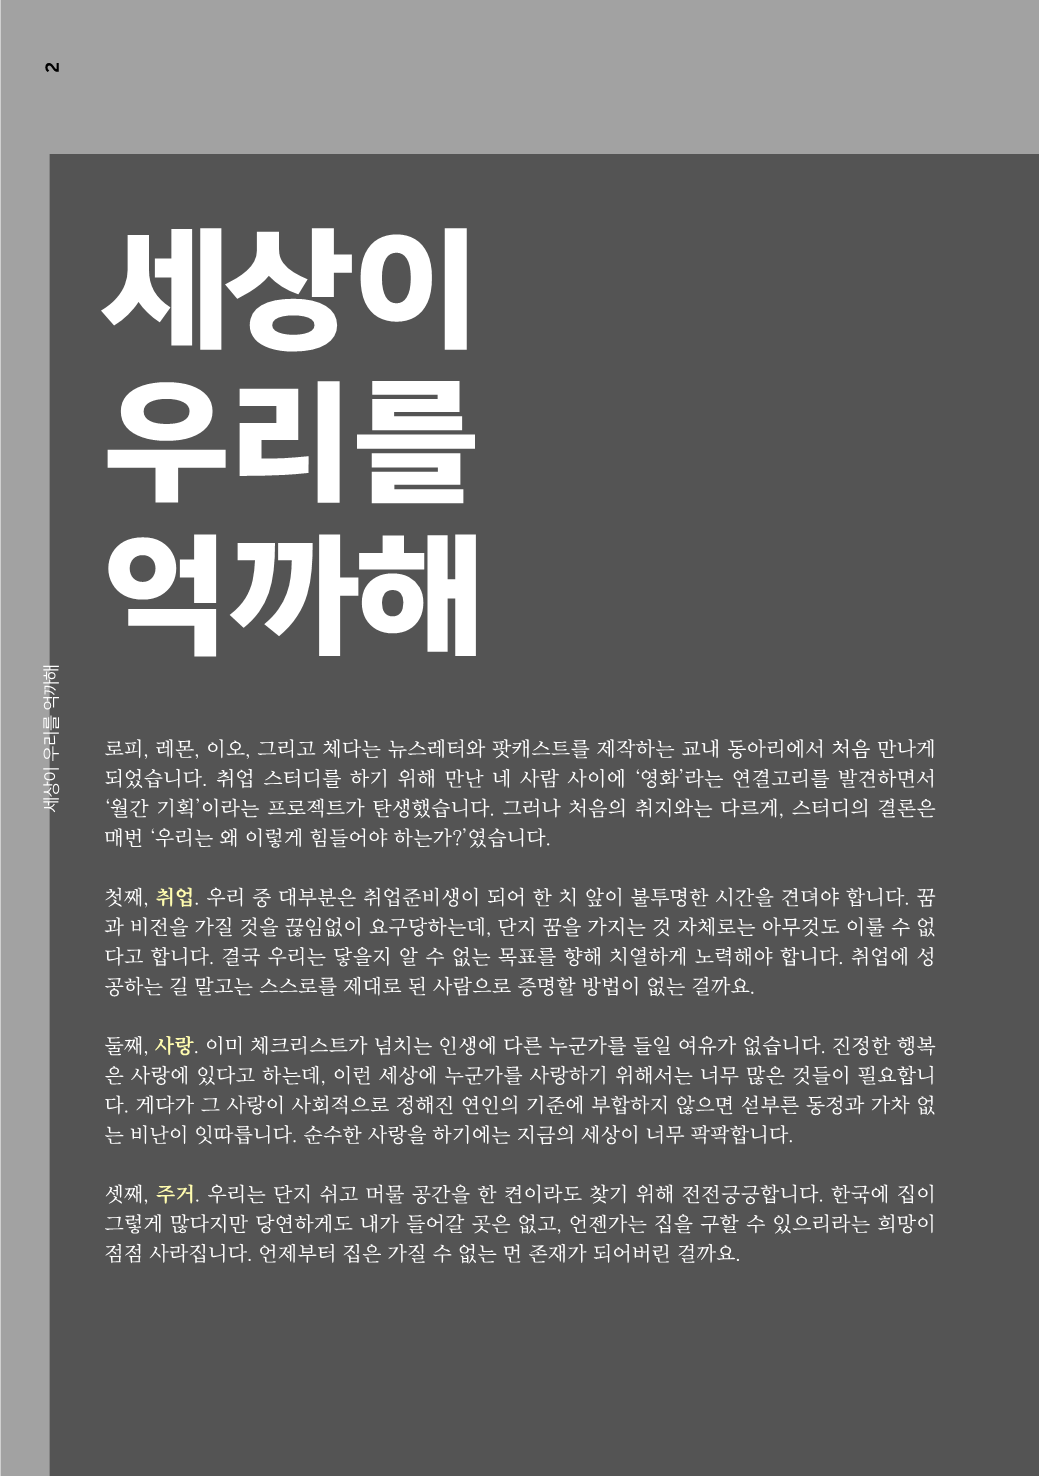 2
세상이
우리를
억까해
세상이 우리를 억까해
로피, 레몬, 이오, 그리고 체다는 뉴스레터와 팟캐스트를 제작하는 교내 동아리에서 처음 만나게
되었습니다. 취업 스터디를 하기 위해 만난 네 사람 사이에 ‘영화’라는 연결고리를 발견하면서
‘월간 기획’이라는 프로젝트가 탄생했습니다. 그러나 처음의 취지와는 다르게, 스터디의 결론은
매번 ‘우리는 왜 이렇게 힘들어야 하는가?’였습니다.
첫째, 취업. 우리 중 대부분은 취업준비생이 되어 한 치 앞이 불투명한 시간을 견뎌야 합니다. 꿈
과 비전을 가질 것을 끊임없이 요구당하는데, 단지 꿈을 가지는 것 자체로는 아무것도 이룰 수 없
다고 합니다. 결국 우리는 닿을지 알 수 없는 목표를 향해 치열하게 노력해야 합니다. 취업에 성
공하는 길 말고는 스스로를 제대로 된 사람으로 증명할 방법이 없는 걸까요.
둘째, 사랑. 이미 체크리스트가 넘치는 인생에 다른 누군가를 들일 여유가 없습니다. 진정한 행복
은 사랑에 있다고 하는데, 이런 세상에 누군가를 사랑하기 위해서는 너무 많은 것들이 필요합니
다. 게다가 그 사랑이 사회적으로 정해진 연인의 기준에 부합하지 않으면 섣부른 동정과 가차 없
는 비난이 잇따릅니다. 순수한 사랑을 하기에는 지금의 세상이 너무 팍팍합니다.
셋째, 주거. 우리는 단지 쉬고 머물 공간을 한 켠이라도 찾기 위해 전전긍긍합니다. 한국에 집이
그렇게 많다지만 당연하게도 내가 들어갈 곳은 없고, 언젠가는 집을 구할 수 있으리라는 희망이
점점 사라집니다. 언제부터 집은 가질 수 없는 먼 존재가 되어버린 걸까요.